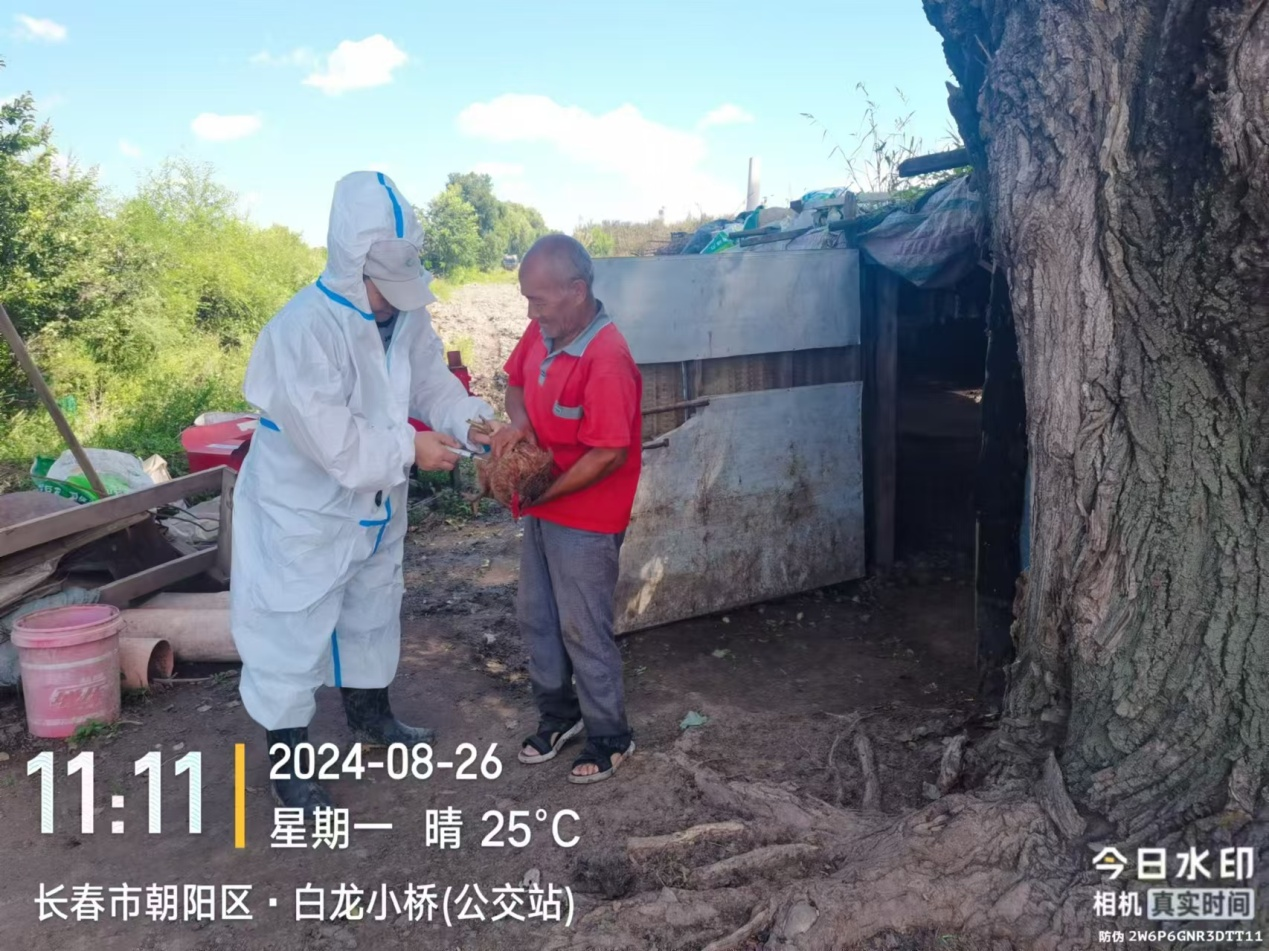 11:11
2024-08-26
星期一 晴 25°C
长春市朝阳区·白龙小桥(公交站)
今日水印
相机 真实时间
防伪 2W6P6GNR3DTT11